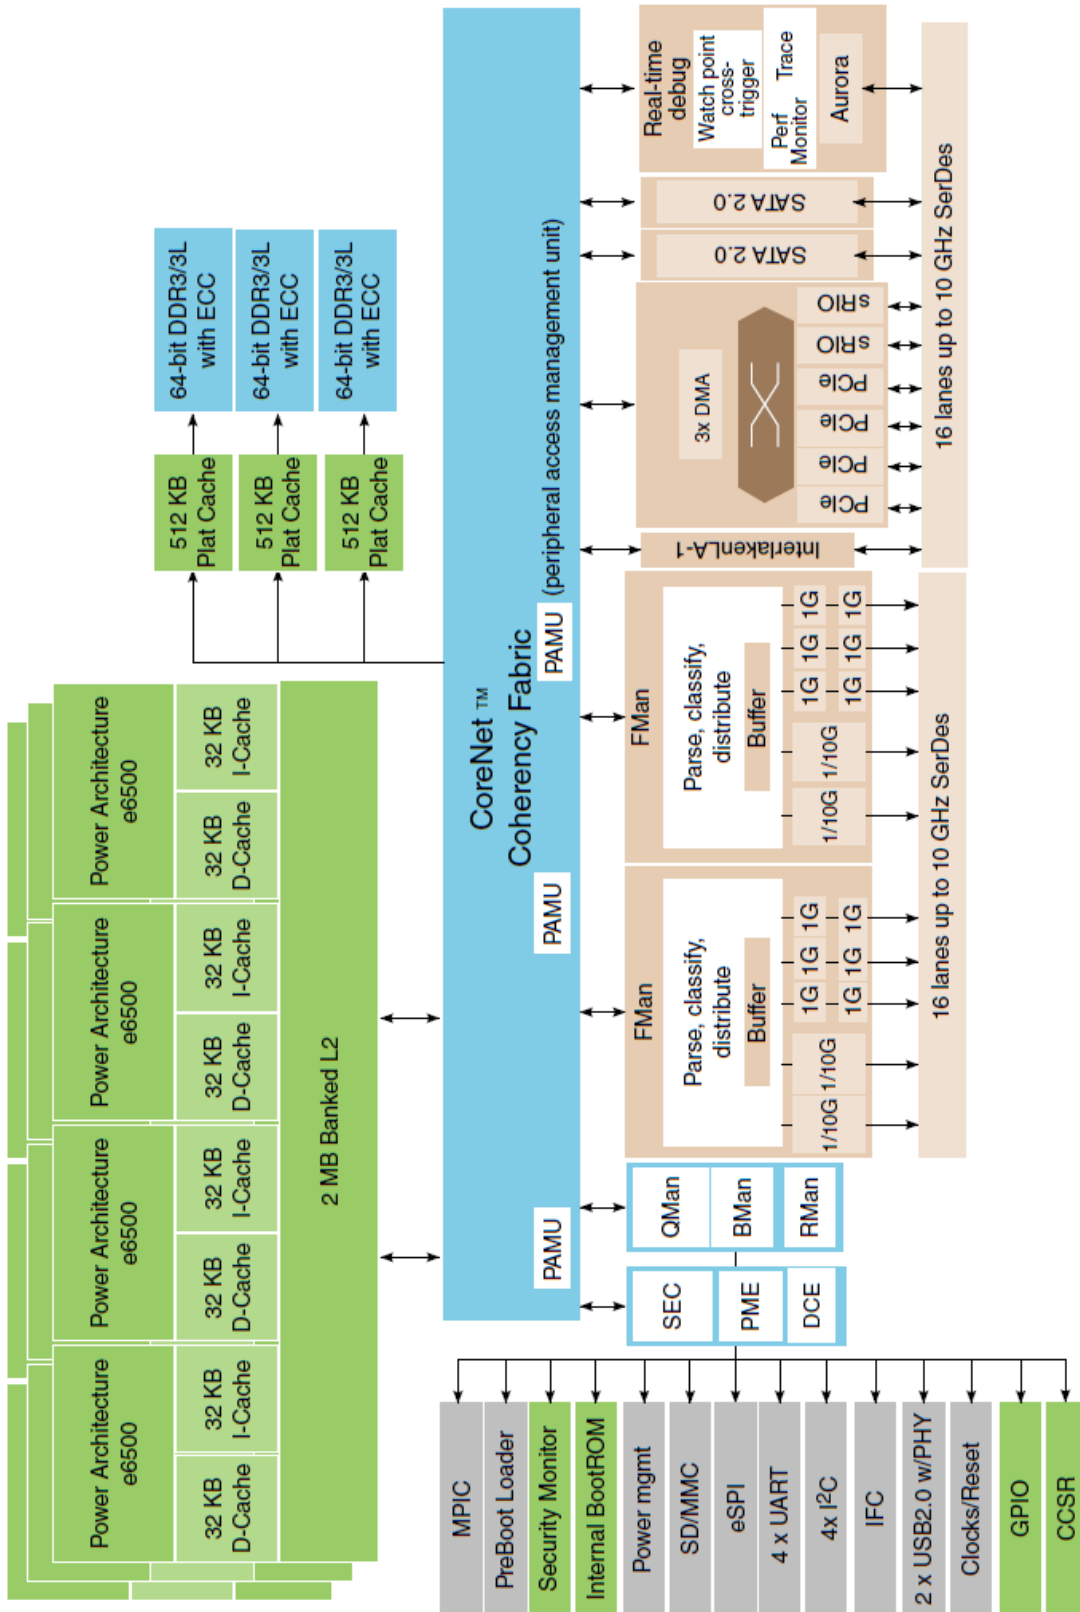 Power Architecture
e6500
32 KB
D-Cache
32 KB
I-Cache
Power Architecture
e6500
32 KB
D-Cache
32 KB
I-Cache
Power Architecture
e6500
32 KB
D-Cache
32 KB
I-Cache
Power Architecture
e6500
32 KB
D-Cache
32 KB
I-Cache
2 MB Banked L2
512 KB
Plat Cache
64-bit DDR3/3L
with ECC
512 KB
Plat Cache
64-bit DDR3/3L
with ECC
512 KB
Plat Cache
64-bit DDR3/3L
with ECC
MPIC
PreBoot Loader
Security Monitor
Internal BootROM
Power mgmt
SD/MMC
eSPI
4 x UART
4x I²C
IFC
2 x USB2.0 w/PHY
Clocks/Reset
GPIO
CCSR
CoreNet ™
Coherency Fabric
PAMU
PAMU
PAMU
(peripheral access management unit)
SEC
PME
DCE
QMan
BMan
RMan
FMan
Parse, classify,
distribute
Buffer
1/10G
1/10G
1G
1G
1G
1G
1G
1G
FMan
Parse, classify,
distribute
Buffer
1/10G
1/10G
1G
1G
1G
1G
1G
1G
16 lanes up to 10 GHz SerDes
InterlakenLA-1
3x DMA
PCIe
PCIe
PCIe
PCIe
sRIO
sRIO
SATA 2.0
SATA 2.0
Real-time
debug
Watch point
cross-
trigger
Perf
Monitor
Trace
Aurora
16 lanes up to 10 GHz SerDes